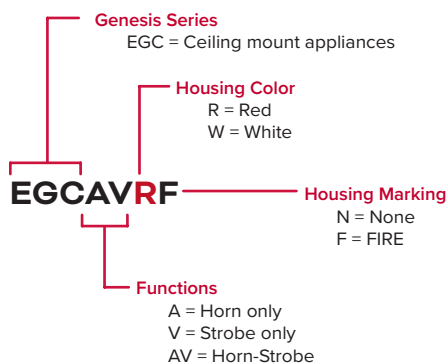 Genesis Series
EGC = Ceiling mount appliances
Housing Color
R = Red
W = White
EGCAVRF
Housing Marking
N = None
F = FIRE
Functions
A = Horn only
V = Strobe only
AV = Horn-Strobe